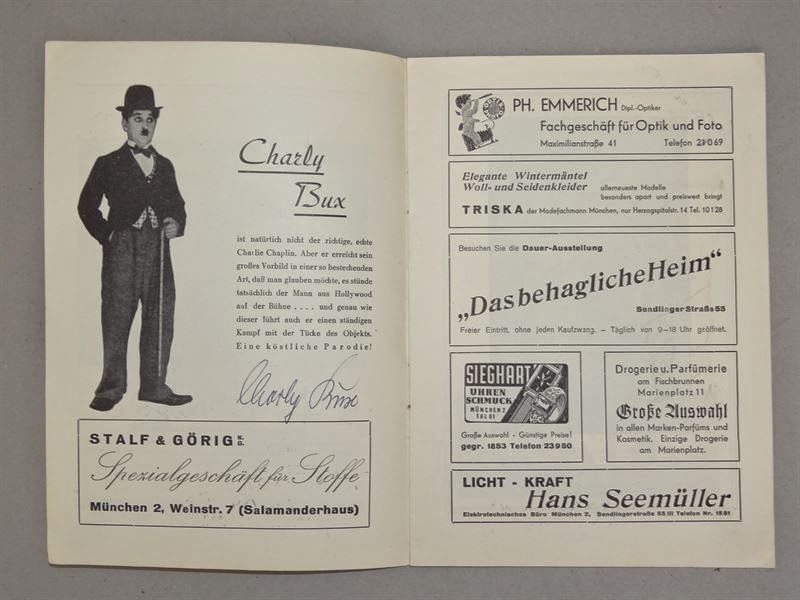 Charly
Bux
ist natürlich nicht der richtige, echte
Charlie Chaplin. Aber er erreicht sein
großes Vorbild in einer so bestechenden
Art, daß man glauben möchte, es stünde
tatsächlich der Mann aus Hollywood
auf der Bühne .... und genau wie
dieser führt auch er einen ständigen
Kampf mit der Tücke des Objekts.
Eine köstliche Parodie!
Charly Bux
STALF & GÖRIG K.G.
Spezialgeschäft für Stoffe
München 2, Weinstr. 7 (Salamanderhaus)
PH. EMMERICH Dipl.-Optiker
Fachgeschäft für Optik und Foto
Maximilianstraße 41 Telefon 21069
Elegante Wintermäntel
Woll- und Seidenkleider allerneueste Modelle
besonders apart und preiswert bringt
TRISKA der Modefachmann München, nur Herzogspitalstr. 14 Tel. 10128
Besuchen Sie die Dauer-Ausstellung
„Das behagliche Heim"
Sendlinger Straße 55
Freier Eintritt, ohne jeden Kaufzwang. – Täglich von 9–18 Uhr geöffnet.
SIEGHART
UHREN
SCHMUCK
MÜNCHEN 2
TAL 51
Große Auswahl - Günstige Preise!
gegr. 1853 Telefon 23950
Drogerie u. Parfümerie
am Fischbrunnen
Marienplatz 11
Große Auswahl
in allen Marken-Parfüms und
Kosmetik. Einzige Drogerie
am Marienplatz.
LICHT - KRAFT
Hans Seemüller
Elektrotechnisches Büro München 2, Sendlingerstraße 55 III Telefon Nr. 1551